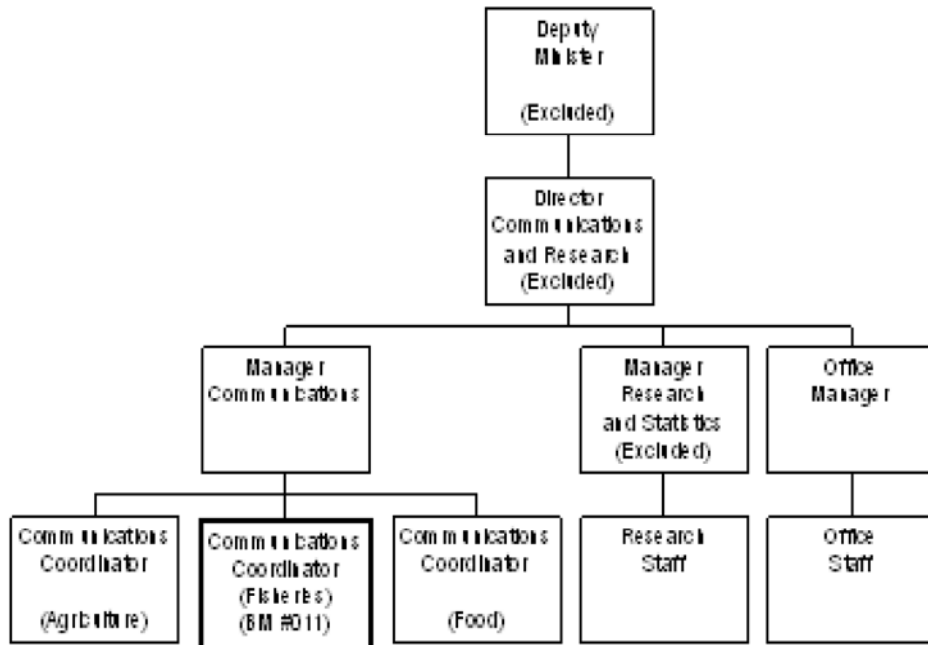 Deputy
Minister
(Excluded)
Director
Communications
and Research
(Excluded)
Manager
Communications
Manager
Research
and Statistics
(Excluded)
Office
Manager
Communications
Coordinator
(Agriculture)
Communications
Coordinator
(Fisheries)
(BM #011)
Communications
Coordinator
(Food)
Research
Staff
Office
Staff